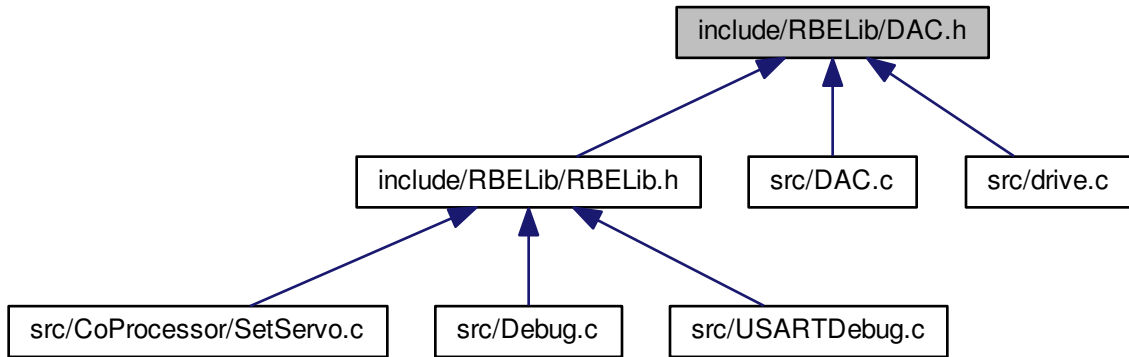 include/RBELib/DAC.h
include/RBELib/RBELib.h
src/DAC.c
src/drive.c
src/CoProcessor/SetServo.c
src/Debug.c
src/USARTDebug.c